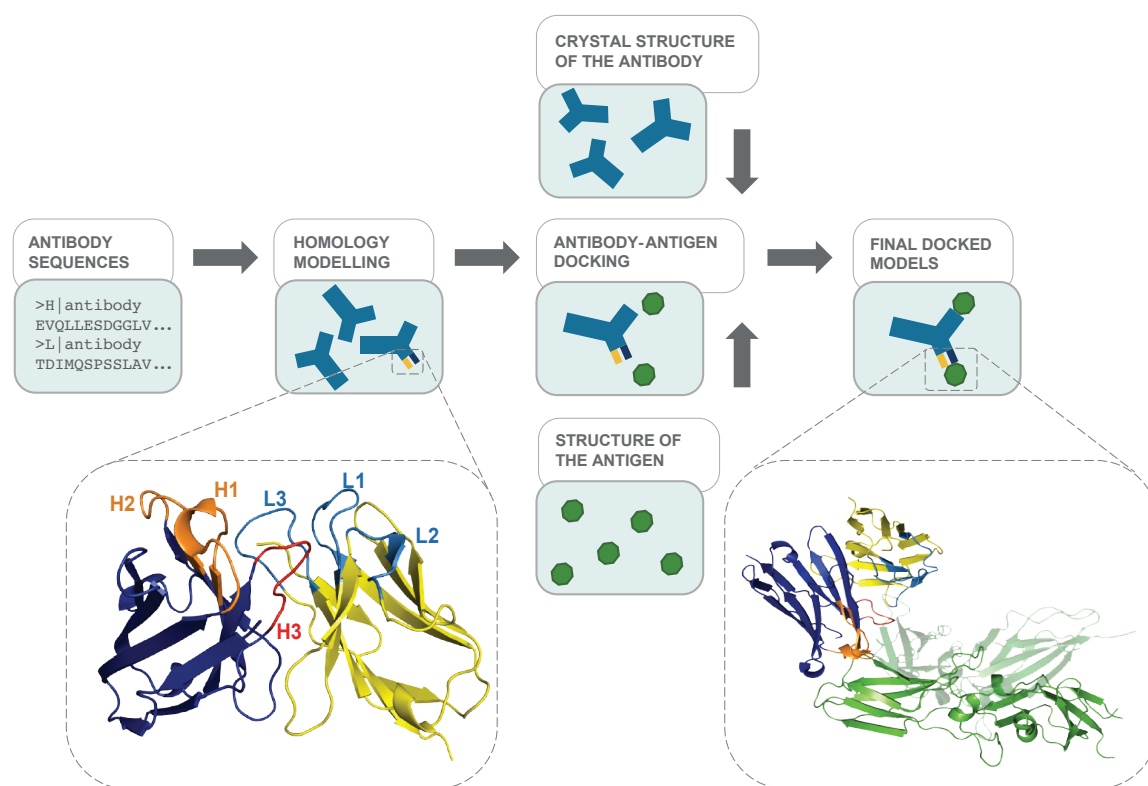 CRYSTAL STRUCTURE
OF THE ANTIBODY
ANTIBODY
SEQUENCES
>H|antibody
EVQLLESDGGLV...
>L|antibody
TDIMQSPSSLAV...
HOMOLOGY
MODELLING
ANTIBODY-ANTIGEN
DOCKING
FINAL DOCKED
MODELS
STRUCTURE OF
THE ANTIGEN
H2
H1
L3
L1
L2
H3